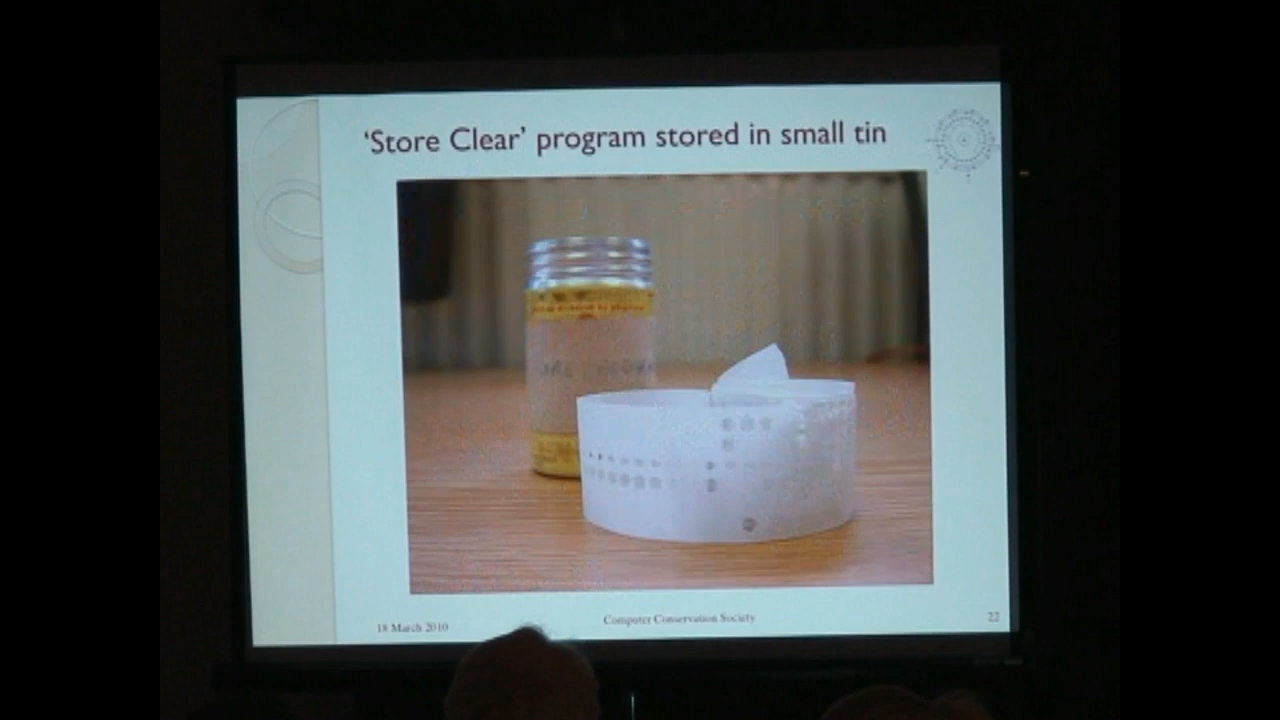 ‘Store Clear’ program stored in small tin
18 March 2010
Computer Conservation Society
22